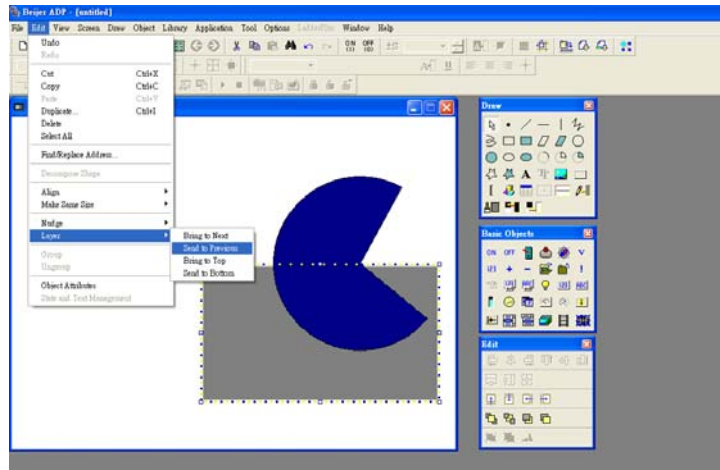 Beijer ADP - [untitled]
File Edit View Screen Draw Object Library Application Tool Options Window Help
Undo
Redo
Cut Ctrl+X
Copy Ctrl+C
Paste Ctrl+V
Duplicate... Ctrl+I
Delete
Select All
Find/Replace Address...
Decompose Shape
Align
Make Same Size
Nudge
Layer
Group
Ungroup
Object Attributes
State and Text Management
Bring to Next
Send to Previous
Bring to Top
Send to Bottom
Draw
A
Basic Objects
ON OFF
123
Edit
ON OFF